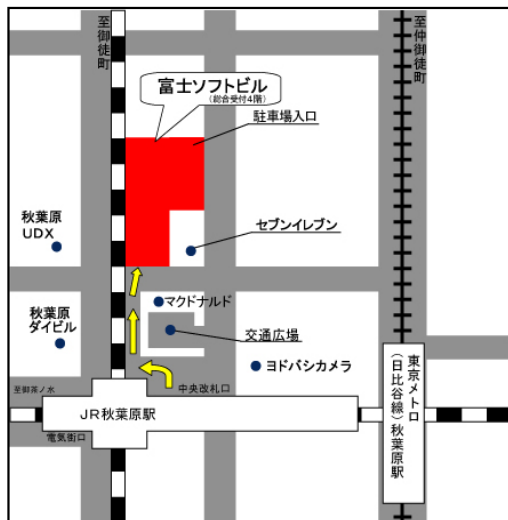 至御徒町
至仲御徒町
富士ソフトビル
(総合受付4階)
駐車場入口
秋葉原
UDX
セブンイレブン
マクドナルド
秋葉原
ダイビル
交通広場
ヨドバシカメラ
至御茶ノ水
中央改札口
JR秋葉原駅
電気街口
東京メトロ
(日比谷線)秋葉原駅